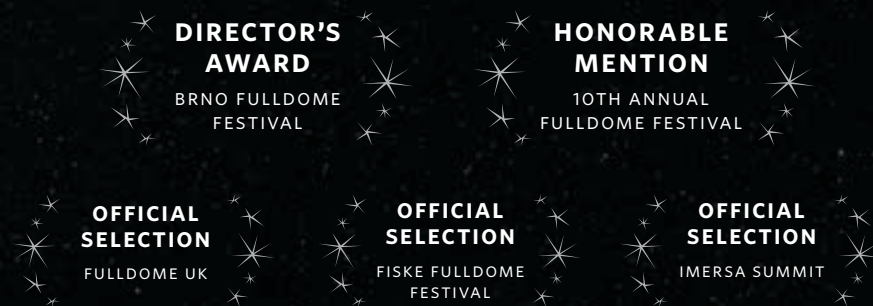 DIRECTOR'S
AWARD
BRNO FULLDOME
FESTIVAL
HONORABLE
MENTION
10TH ANNUAL
FULLDOME FESTIVAL
OFFICIAL
SELECTION
FULLDOME UK
OFFICIAL
SELECTION
FISKE FULLDOME
FESTIVAL
OFFICIAL
SELECTION
IMERSA SUMMIT